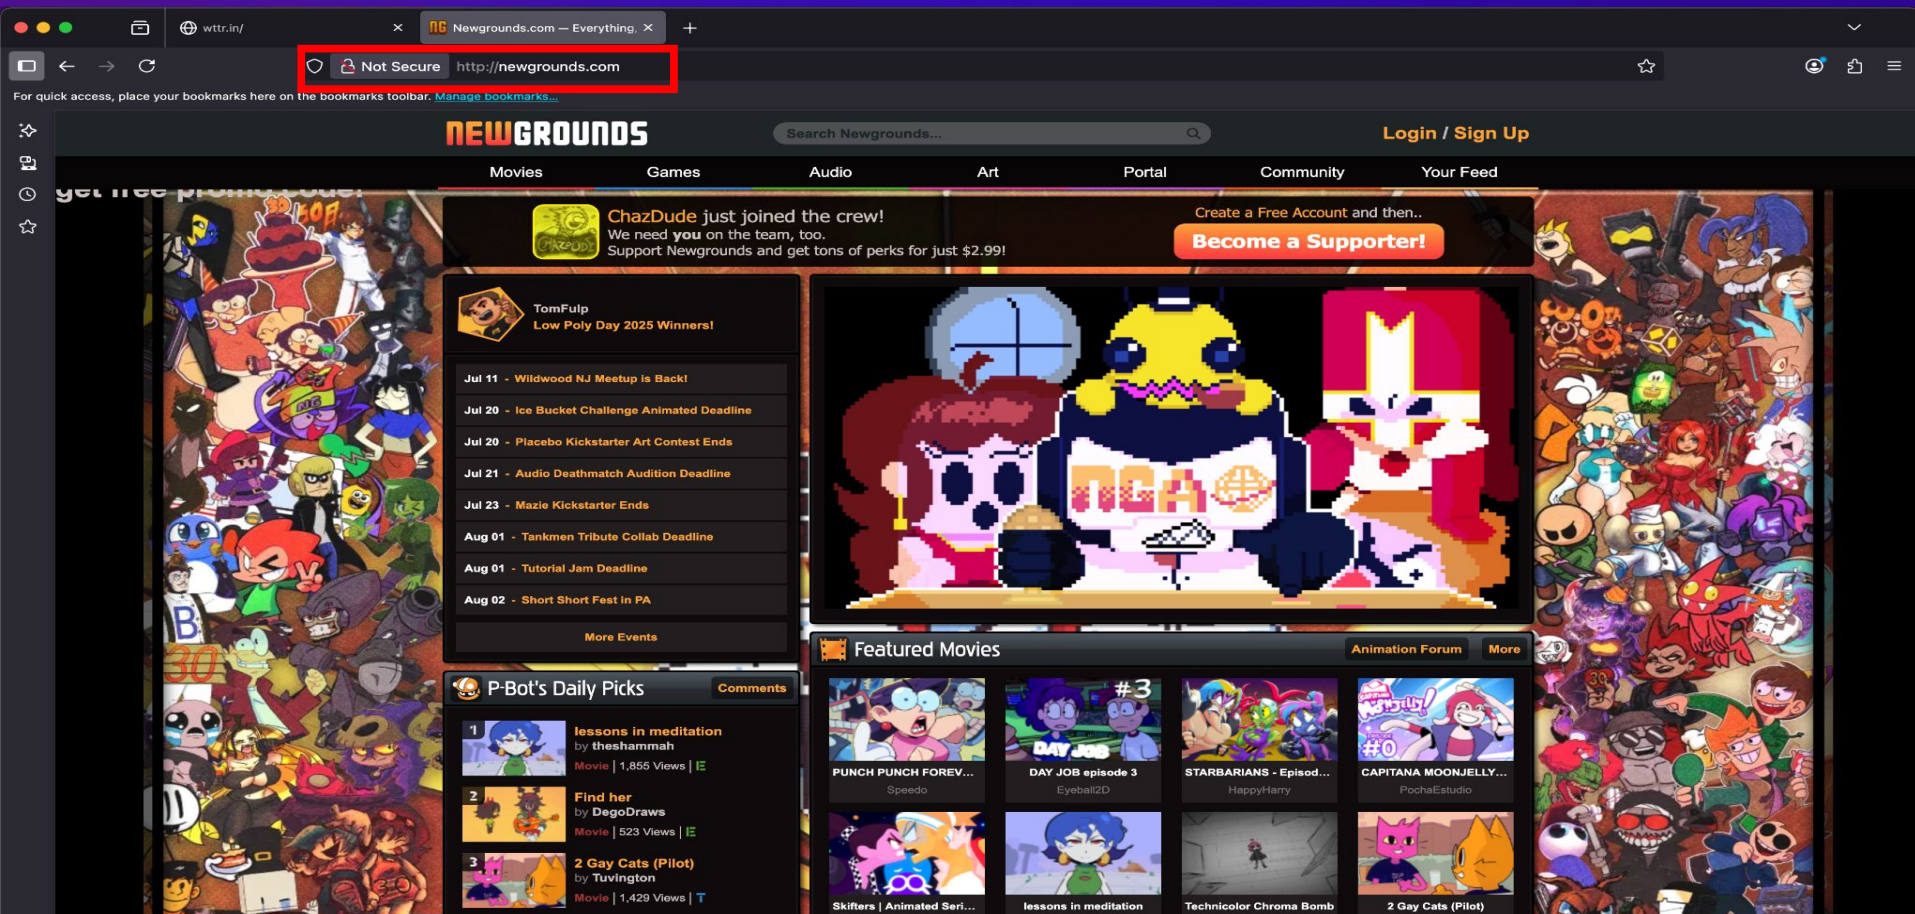 wttr.in/
Newgrounds.com — Everything,
Not Secure http://newgrounds.com
For quick access, place your bookmarks here on the bookmarks toolbar. Manage bookmarks...
NEWGROUNDS
Search Newgrounds...
Login / Sign Up
Movies Games Audio Art Portal Community Your Feed
get free promo code!
ChazDude just joined the crew!
We need you on the team, too.
Support Newgrounds and get tons of perks for just $2.99!
Create a Free Account and then..
Become a Supporter!
TomFulp
Low Poly Day 2025 Winners!
Jul 11 - Wildwood NJ Meetup is Back!
Jul 20 - Ice Bucket Challenge Animated Deadline
Jul 20 - Placebo Kickstarter Art Contest Ends
Jul 21 - Audio Deathmatch Audition Deadline
Jul 23 - Mazie Kickstarter Ends
Aug 01 - Tankmen Tribute Collab Deadline
Aug 01 - Tutorial Jam Deadline
Aug 02 - Short Short Fest in PA
More Events
NGA
P-Bot's Daily Picks
Comments
1
lessons in meditation
by theshammah
Movie | 1,855 Views | E
2
Find her
by DegoDraws
Movie | 523 Views | E
3
2 Gay Cats (Pilot)
by Tuvington
Movie | 1,429 Views | T
Featured Movies
Animation Forum
More
PUNCH PUNCH FOREV...
Speedo
#3
DAY JOB
DAY JOB episode 3
Eyeball2D
STARBARIANS - Episod...
HappyHarry
#0
CAPITANA MOONJELLY...
PochaEstudio
Skifters | Animated Seri...
lessons in meditation
Technicolor Chroma Bomb
2 Gay Cats (Pilot)